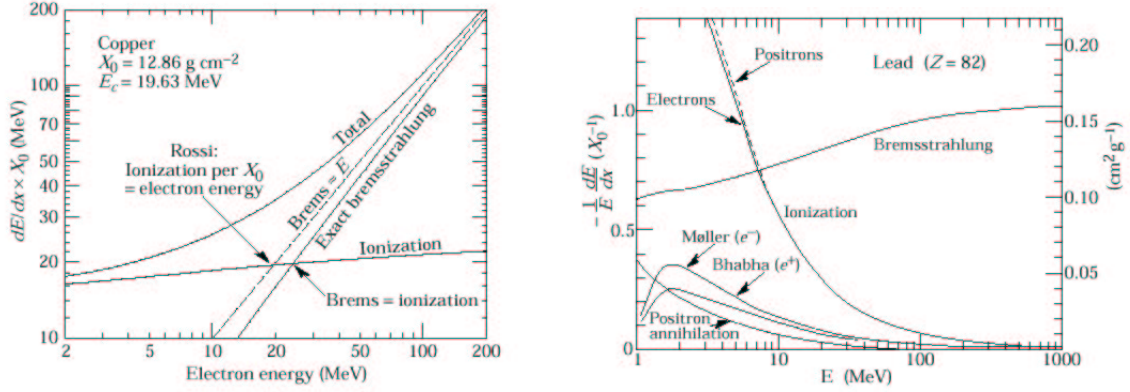 200
100
50
40
30
20
10
dE/dx × X₀ (MeV)
Copper
X₀ = 12.86 g cm⁻²
E_c = 19.63 MeV
Total
Rossi:
Ionization per X₀
= electron energy
Brems ≈ E
Exact bremsstrahlung
Ionization
Brems = ionization
2 5 10 20 50 100 200
Electron energy (MeV)
Lead (Z = 82)
Positrons
Electrons
Bremsstrahlung
Ionization
Møller (e⁻)
Bhabha (e⁺)
Positron
annihilation
1.0
0.5
0
−1/E dE/dx (X₀⁻¹)
0.20
0.15
0.10
0.05
(cm² g⁻¹)
1 10 100 1000
E (MeV)